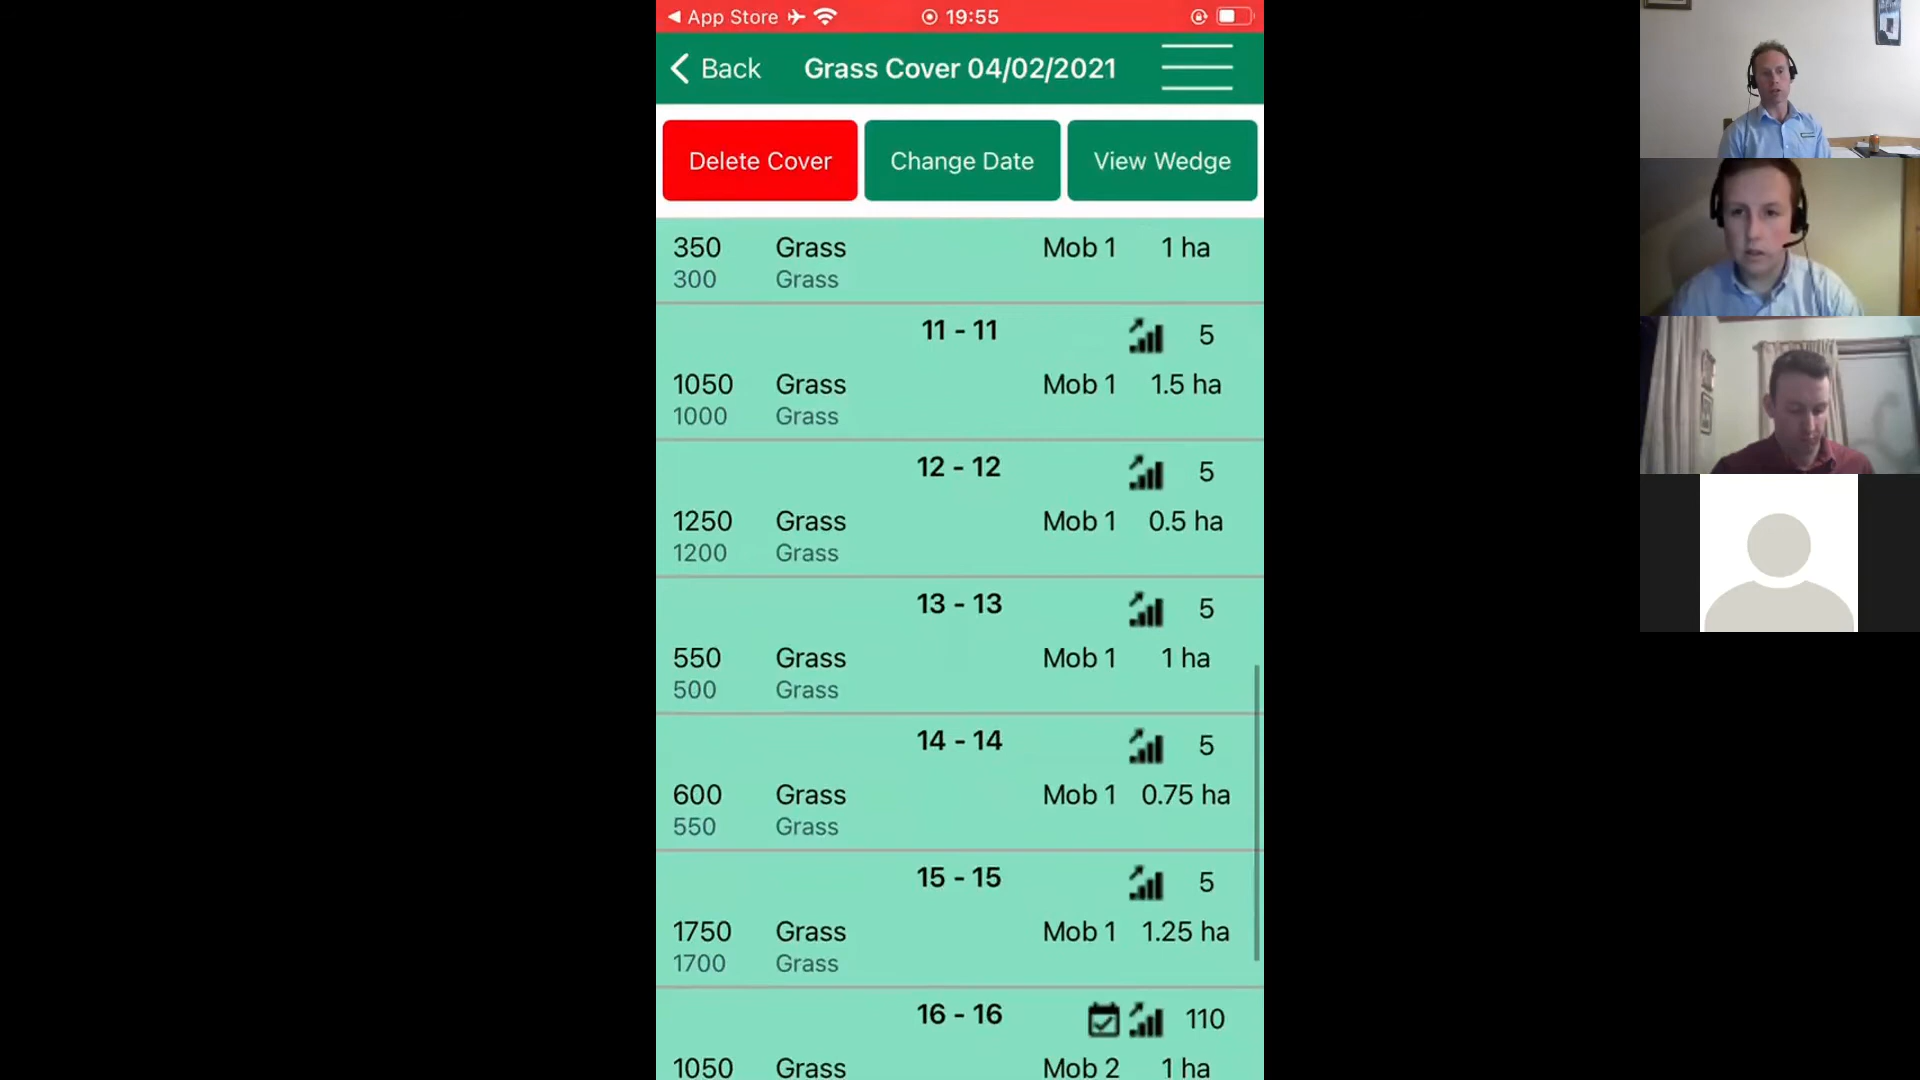 App Store 19:55
Back Grass Cover 04/02/2021
Delete Cover Change Date View Wedge
350 Grass Mob 1 1 ha
300 Grass
11 - 11 5
1050 Grass Mob 1 1.5 ha
1000 Grass
12 - 12 5
1250 Grass Mob 1 0.5 ha
1200 Grass
13 - 13 5
550 Grass Mob 1 1 ha
500 Grass
14 - 14 5
600 Grass Mob 1 0.75 ha
550 Grass
15 - 15 5
1750 Grass Mob 1 1.25 ha
1700 Grass
16 - 16 110
1050 Grass Mob 2 1 ha